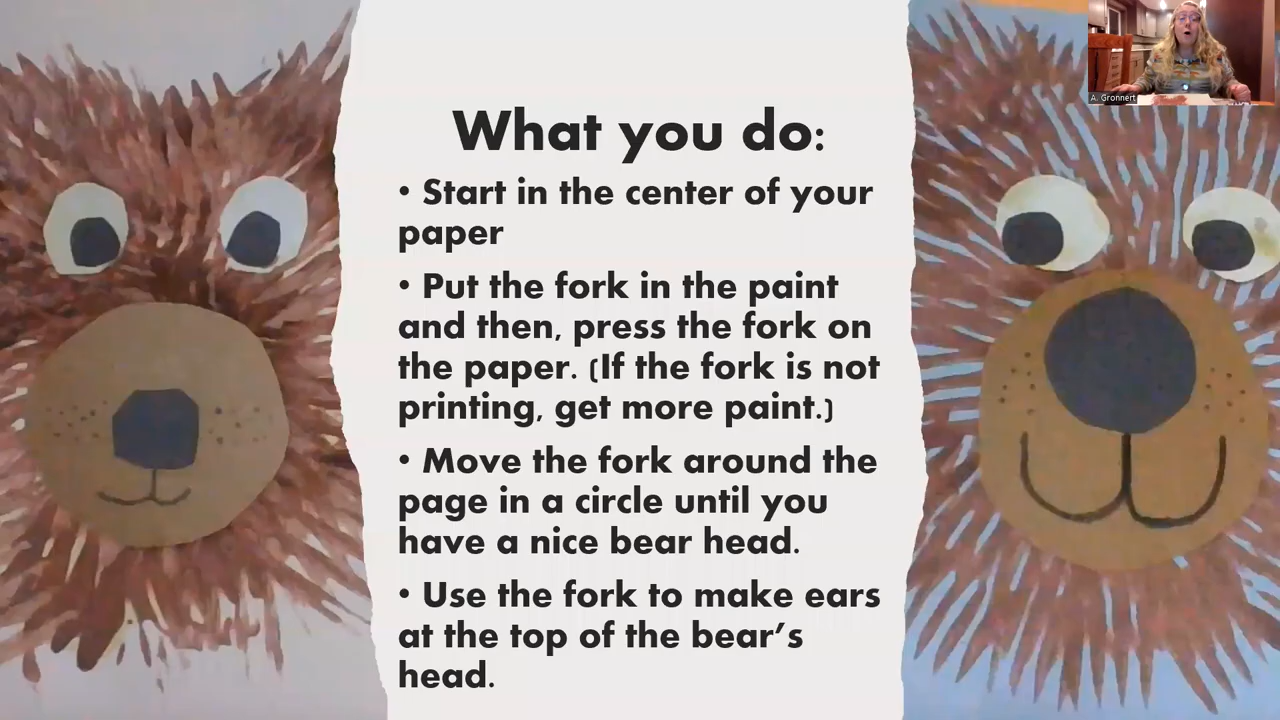 A. Gronnert
What you do:
• Start in the center of your
paper
• Put the fork in the paint
and then, press the fork on
the paper. (If the fork is not
printing, get more paint.)
• Move the fork around the
page in a circle until you
have a nice bear head.
• Use the fork to make ears
at the top of the bear’s
head.